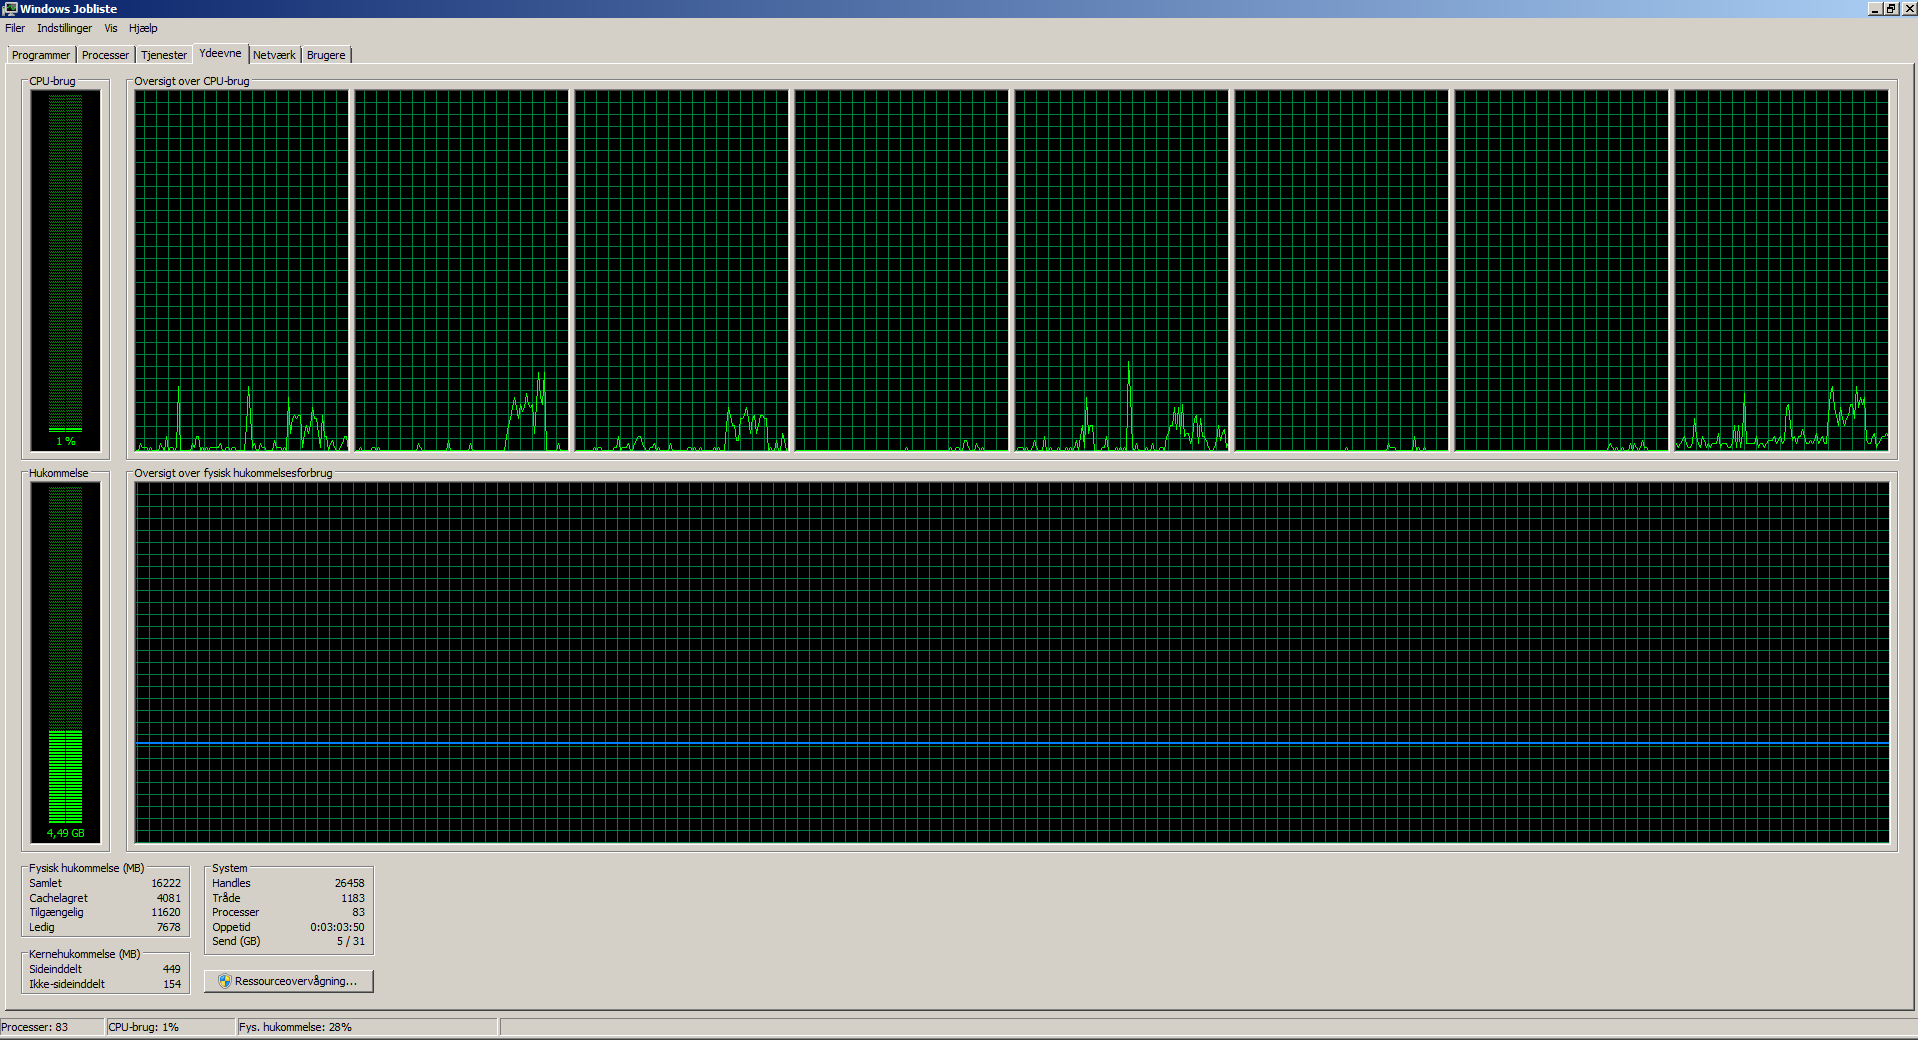 Windows Jobliste
Filer Indstillinger Vis Hjælp
Programmer Processer Tjenester Ydeevne Netværk Brugere
CPU-brug
1 %
Oversigt over CPU-brug
Hukommelse
4,49 GB
Oversigt over fysisk hukommelsesforbrug
Fysisk hukommelse (MB)
Samlet 16222
Cachelagret 4081
Tilgængelig 11620
Ledig 7678
Kernehukommelse (MB)
Sideinddelt 449
Ikke-sideinddelt 154
System
Handles 26458
Tråde 1183
Processer 83
Oppetid 0:03:03:50
Send (GB) 5 / 31
Ressourceovervågning...
Processer: 83 CPU-brug: 1% Fys. hukommelse: 28%